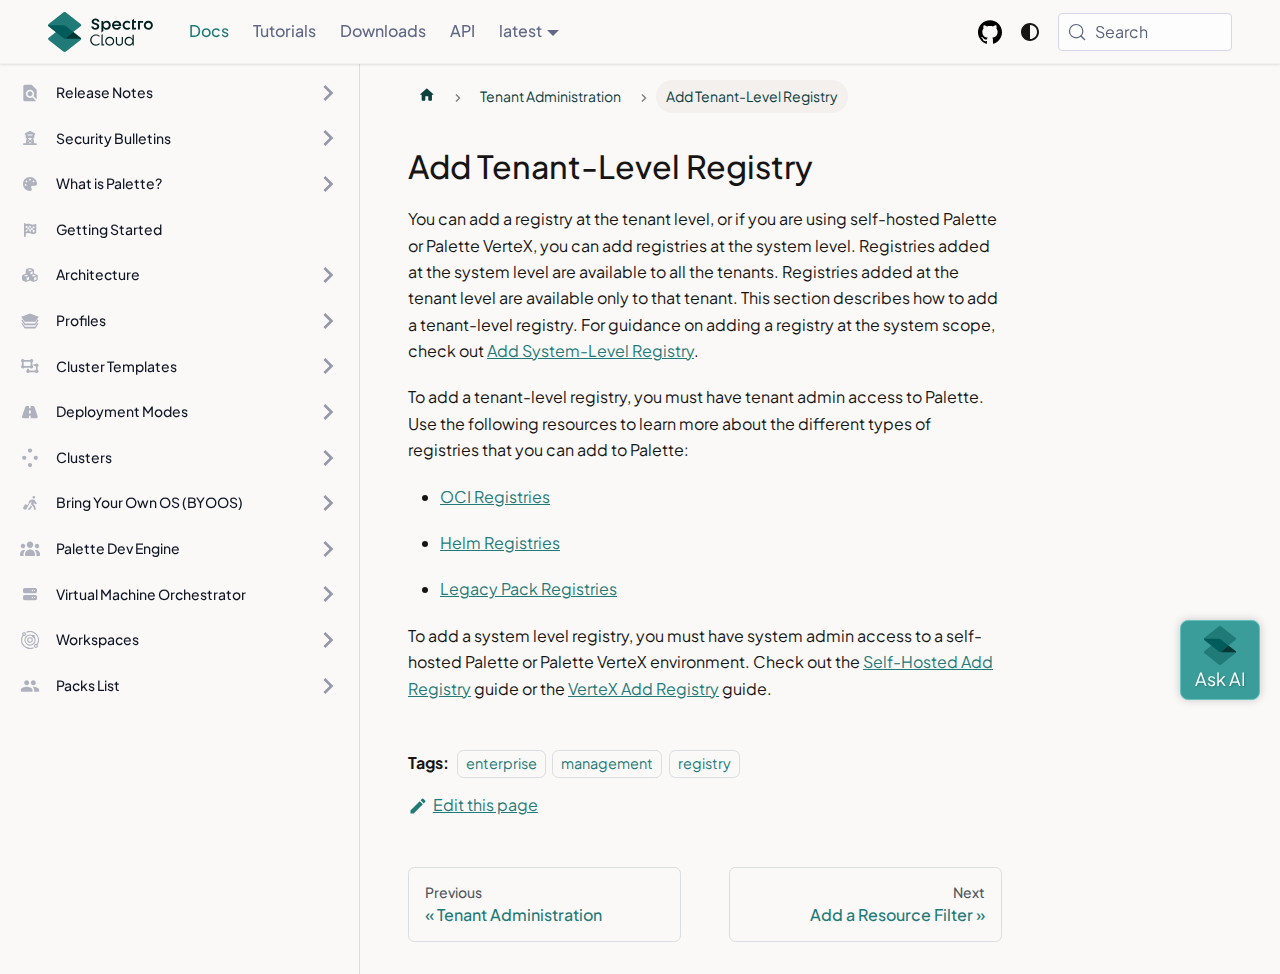 Spectro Cloud
Docs
Tutorials
Downloads
API
latest
Search
Release Notes
Security Bulletins
What is Palette?
Getting Started
Architecture
Profiles
Cluster Templates
Deployment Modes
Clusters
Bring Your Own OS (BYOOS)
Palette Dev Engine
Virtual Machine Orchestrator
Workspaces
Packs List
Tenant Administration
Add Tenant-Level Registry
Add Tenant-Level Registry
You can add a registry at the tenant level, or if you are using self-hosted Palette
or Palette VerteX, you can add registries at the system level. Registries added
at the system level are available to all the tenants. Registries added at the
tenant level are available only to that tenant. This section describes how to add
a tenant-level registry. For guidance on adding a registry at the system scope,
check out Add System-Level Registry.
To add a tenant-level registry, you must have tenant admin access to Palette.
Use the following resources to learn more about the different types of
registries that you can add to Palette:
OCI Registries
Helm Registries
Legacy Pack Registries
To add a system level registry, you must have system admin access to a self-
hosted Palette or Palette VerteX environment. Check out the Self-Hosted Add
Registry guide or the VerteX Add Registry guide.
Tags: enterprise management registry
Edit this page
Previous
« Tenant Administration
Next
Add a Resource Filter »
Ask AI